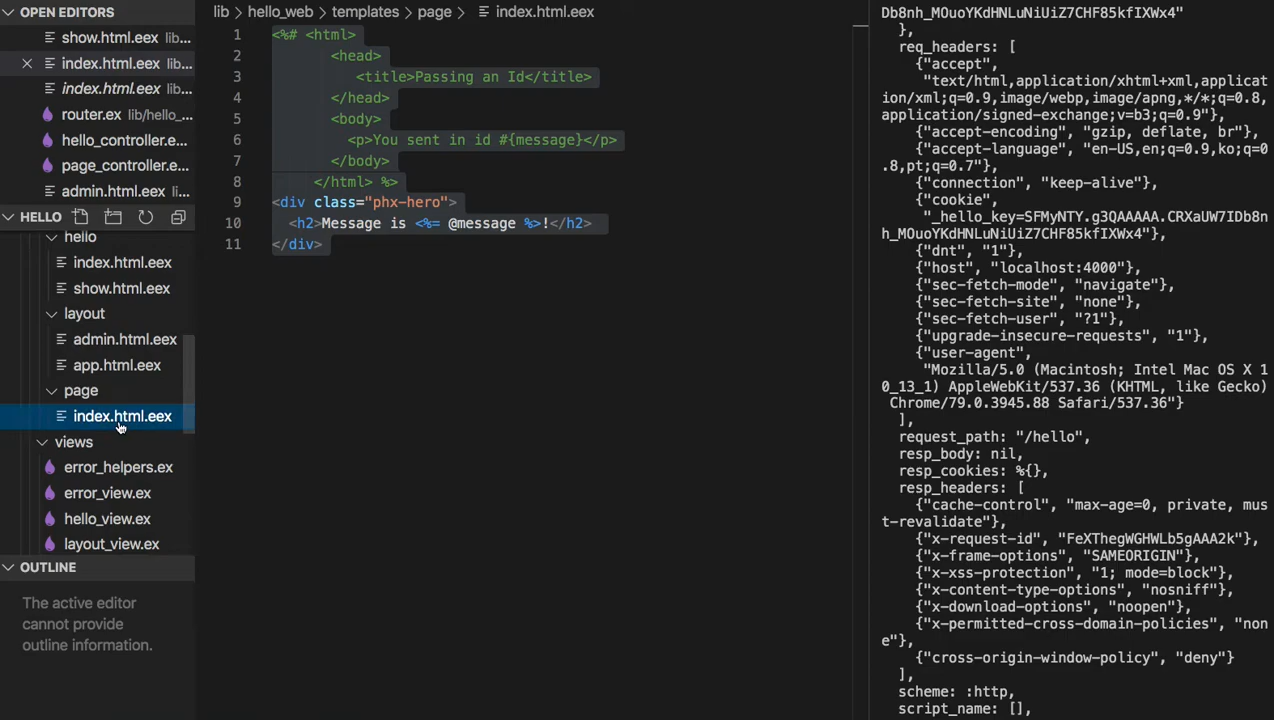 OPEN EDITORS
show.html.eex lib...
index.html.eex lib...
index.html.eex lib...
router.ex lib/hello_...
hello_controller.e...
page_controller.e...
admin.html.eex li...
HELLO
hello
index.html.eex
show.html.eex
layout
admin.html.eex
app.html.eex
page
index.html.eex
views
error_helpers.ex
error_view.ex
hello_view.ex
layout_view.ex
OUTLINE
The active editor
cannot provide
outline information.
lib > hello_web > templates > page > index.html.eex
1 <%# <html>
2 <head>
3 <title>Passing an Id</title>
4 </head>
5 <body>
6 <p>You sent in id #{message}</p>
7 </body>
8 </html> %>
9 <div class="phx-hero">
10 <h2>Message is <%= @message %>!</h2>
11 </div>
Db8nh_MOuoYKdHNLuNiUiZ7CHF85kfIXWx4"
},
req_headers: [
{"accept",
"text/html,application/xhtml+xml,applicat
ion/xml;q=0.9,image/webp,image/apng,*/*;q=0.8,
application/signed-exchange;v=b3;q=0.9"},
{"accept-encoding", "gzip, deflate, br"},
{"accept-language", "en-US,en;q=0.9,ko;q=0
.8,pt;q=0.7"},
{"connection", "keep-alive"},
{"cookie",
"_hello_key=SFMyNTY.g3QAAAAA.CRXaUW7IDb8n
h_MOuoYKdHNLuNiUiZ7CHF85kfIXWx4"},
{"dnt", "1"},
{"host", "localhost:4000"},
{"sec-fetch-mode", "navigate"},
{"sec-fetch-site", "none"},
{"sec-fetch-user", "?1"},
{"upgrade-insecure-requests", "1"},
{"user-agent",
"Mozilla/5.0 (Macintosh; Intel Mac OS X 1
0_13_1) AppleWebKit/537.36 (KHTML, like Gecko)
Chrome/79.0.3945.88 Safari/537.36"}
],
request_path: "/hello",
resp_body: nil,
resp_cookies: %{},
resp_headers: [
{"cache-control", "max-age=0, private, mus
t-revalidate"},
{"x-request-id", "FeXThegWGHWLb5gAAA2k"},
{"x-frame-options", "SAMEORIGIN"},
{"x-xss-protection", "1; mode=block"},
{"x-content-type-options", "nosniff"},
{"x-download-options", "noopen"},
{"x-permitted-cross-domain-policies", "non
e"},
{"cross-origin-window-policy", "deny"}
],
scheme: :http,
script_name: [],